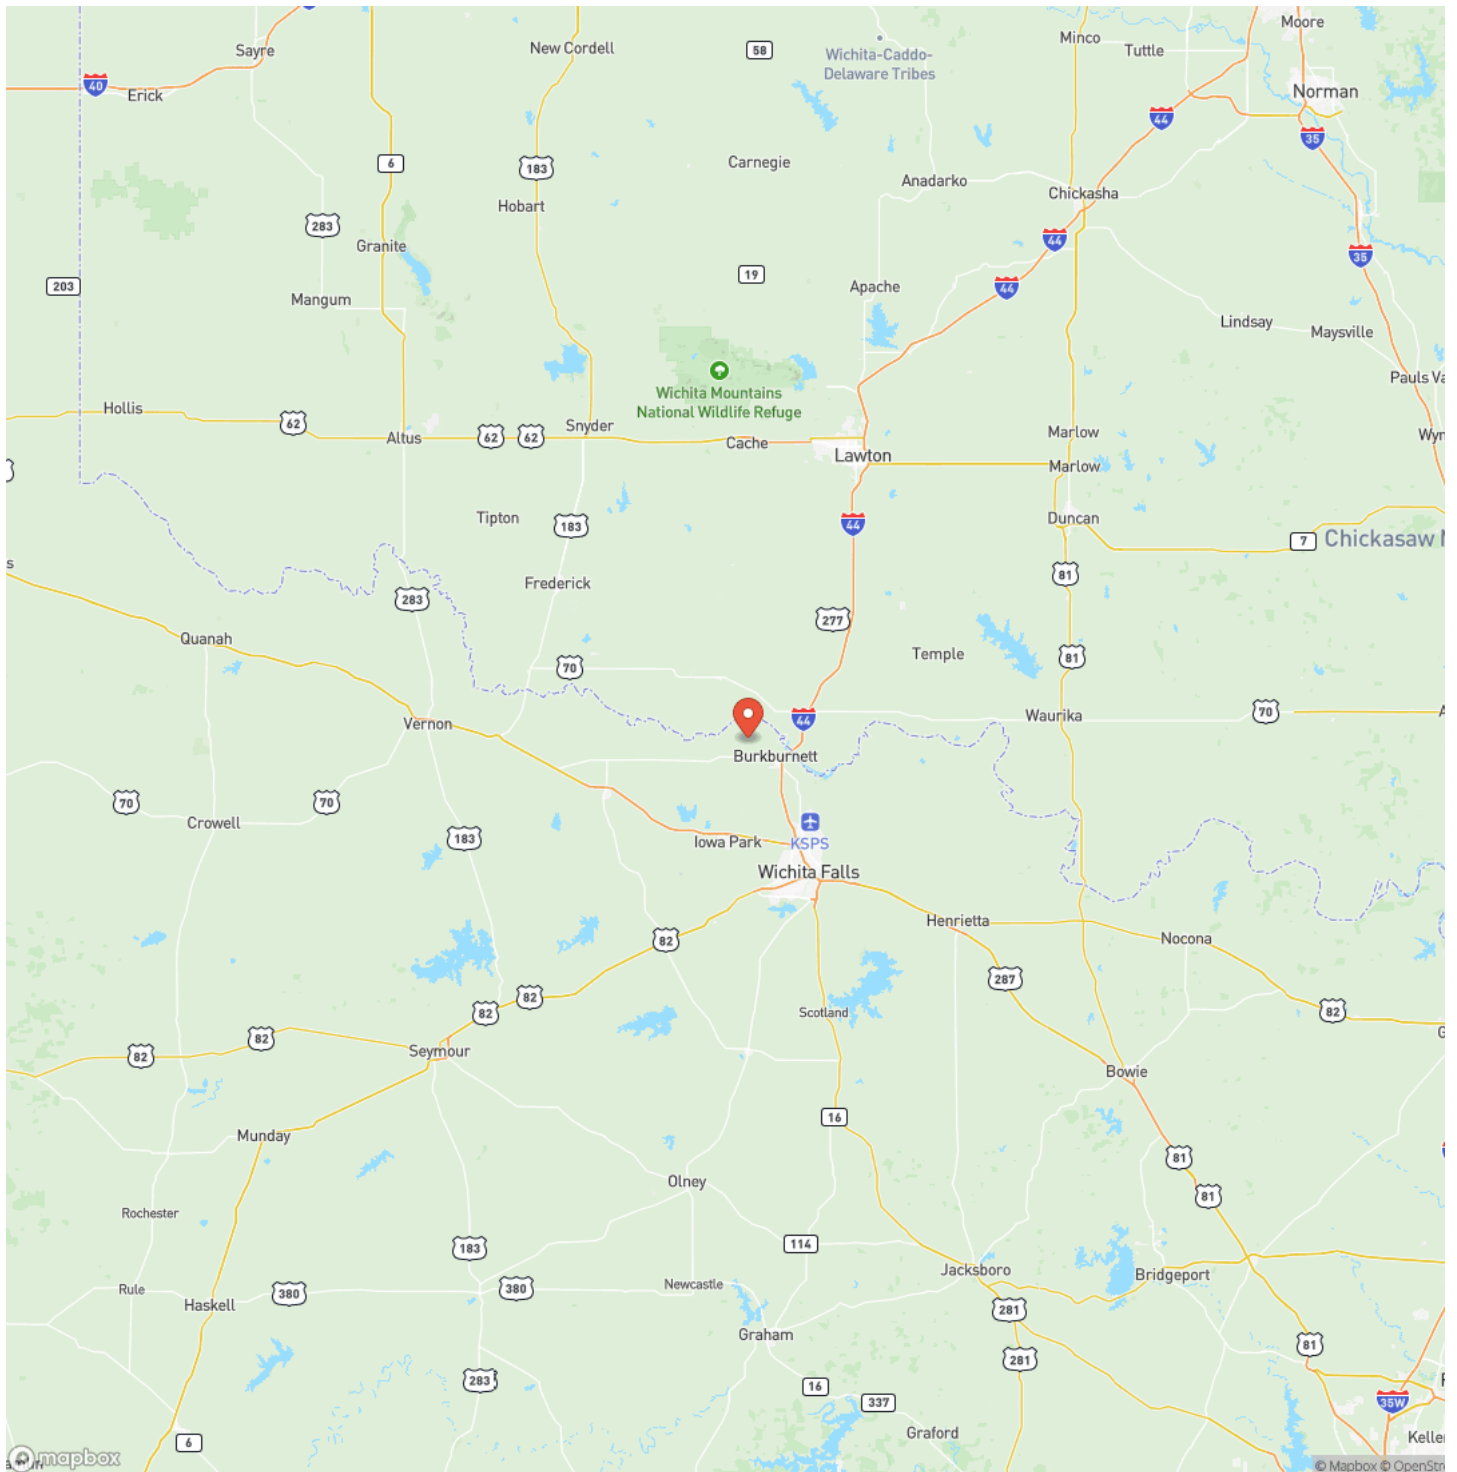 Moore
Sayre
New Cordell
58
Minco
Tuttle
Wichita-Caddo-
Delaware Tribes
40
Erick
Norman
44
35
6
183
Carnegie
Anadarko
Chickasha
Hobart
283
Granite
44
35
203
19
44
Mangum
Apache
Lindsay
Maysville
Pauls Va
Wichita Mountains
National Wildlife Refuge
Hollis
62
Altus
62
62
Snyder
Cache
Lawton
Marlow
Marlow
Wyn
Tipton
183
44
Duncan
7
Chickasaw N
s
Frederick
81
283
277
Quanah
70
Temple
81
Vernon
44
Waurika
70
A
Burkburnett
70
70
Crowell
183
Iowa Park
KSPS
Wichita Falls
82
Henrietta
Nocona
287
82
82
Scotland
82
82
82
Seymour
G
Bowie
Munday
16
81
Olney
81
Rochester
183
114
Jacksboro
Bridgeport
Rule
380
Haskell
380
Newcastle
281
Graham
81
281
283
16
337
35W
6
Graford
Kelle
mapbox
© Mapbox © OpenStre